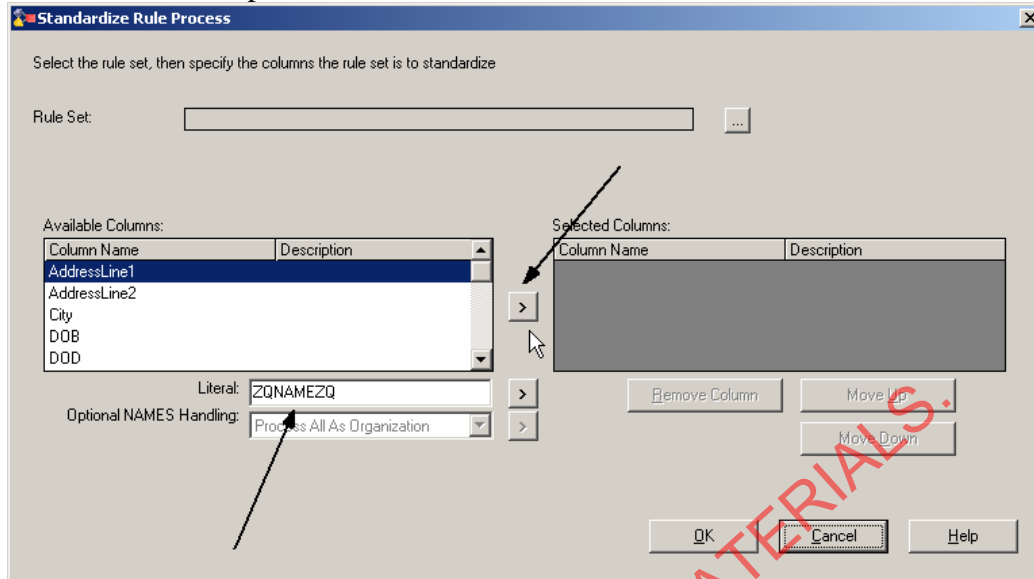 Standardize Rule Process
Select the rule set, then specify the columns the rule set is to standardize
Rule Set:
...
Available Columns:
Selected Columns:
Column Name Description
Column Name Description
AddressLine1
AddressLine2
City
DOB
DOD
>
Literal: ZQNAMEZQ >
Optional NAMES Handling: Process All As Organization >
Remove Column Move Up
Move Down
OK Cancel Help
MATERIALS.